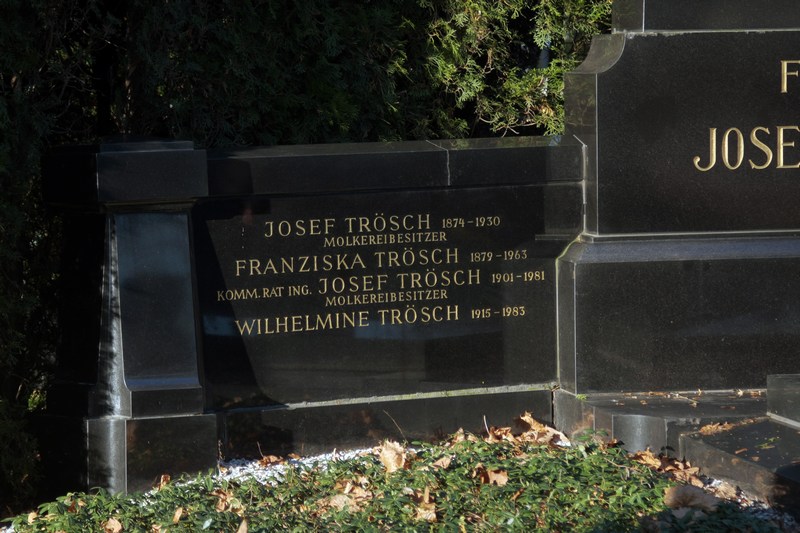 JOSEF TRÖSCH 1874–1930
MOLKEREIBESITZER
FRANZISKA TRÖSCH 1879–1963
KOMM. RAT ING. JOSEF TRÖSCH 1901–1981
MOLKEREIBESITZER
WILHELMINE TRÖSCH 1915–1983
F
JOSE